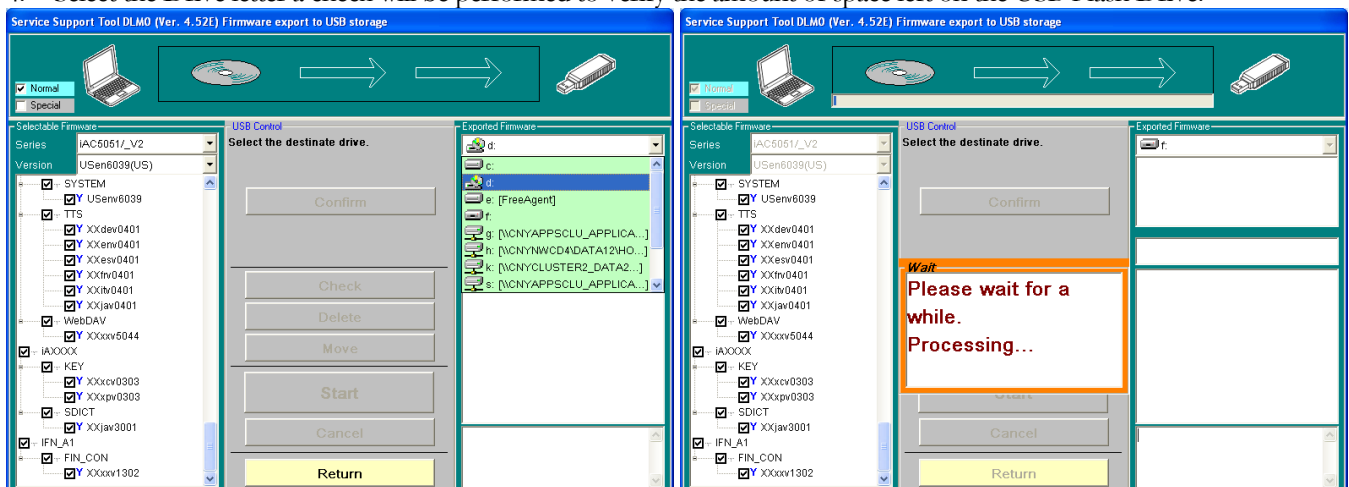 4. Select the Drive letter a check will be performed to verify the amount of space left on the USB Flash Drive.
Service Support Tool DLM0 (Ver. 4.52E) Firmware export to USB storage
Normal
Special
Selectable Firmware
Series
iAC5051/_V2
Version
USen6039(US)
SYSTEM
Y USenv6039
TTS
Y XXdev0401
Y XXenv0401
Y XXesv0401
Y XXfrv0401
Y XXitv0401
Y XXjav0401
WebDAV
Y XXxxv5044
iAXXXX
KEY
Y XXxcv0303
Y XXxpv0303
SDICT
Y XXjav3001
IFN_A1
FIN_CON
Y XXxxv1302
USB Control
Select the destinate drive.
Confirm
Check
Delete
Move
Start
Cancel
Return
Exported Firmware
d:
c:
d:
e: [FreeAgent]
f:
g: [\\CNYAPPSCLU_APPLICA...]
h: [\\CNYNWCD4\DATA12\HO...]
k: [\\CNYCLUSTER2_DATA2...]
s: [\\CNYAPPSCLU_APPLICA...]
Service Support Tool DLM0 (Ver. 4.52E) Firmware export to USB storage
Normal
Special
Selectable Firmware
Series
iAC5051/_V2
Version
USen6039(US)
SYSTEM
Y USenv6039
TTS
Y XXdev0401
Y XXenv0401
Y XXesv0401
Y XXfrv0401
Y XXitv0401
Y XXjav0401
WebDAV
Y XXxxv5044
iAXXXX
KEY
Y XXxcv0303
Y XXxpv0303
SDICT
Y XXjav3001
IFN_A1
FIN_CON
Y XXxxv1302
USB Control
Select the destinate drive.
Confirm
Wait
Please wait for a
while.
Processing...
Start
Cancel
Return
Exported Firmware
f: